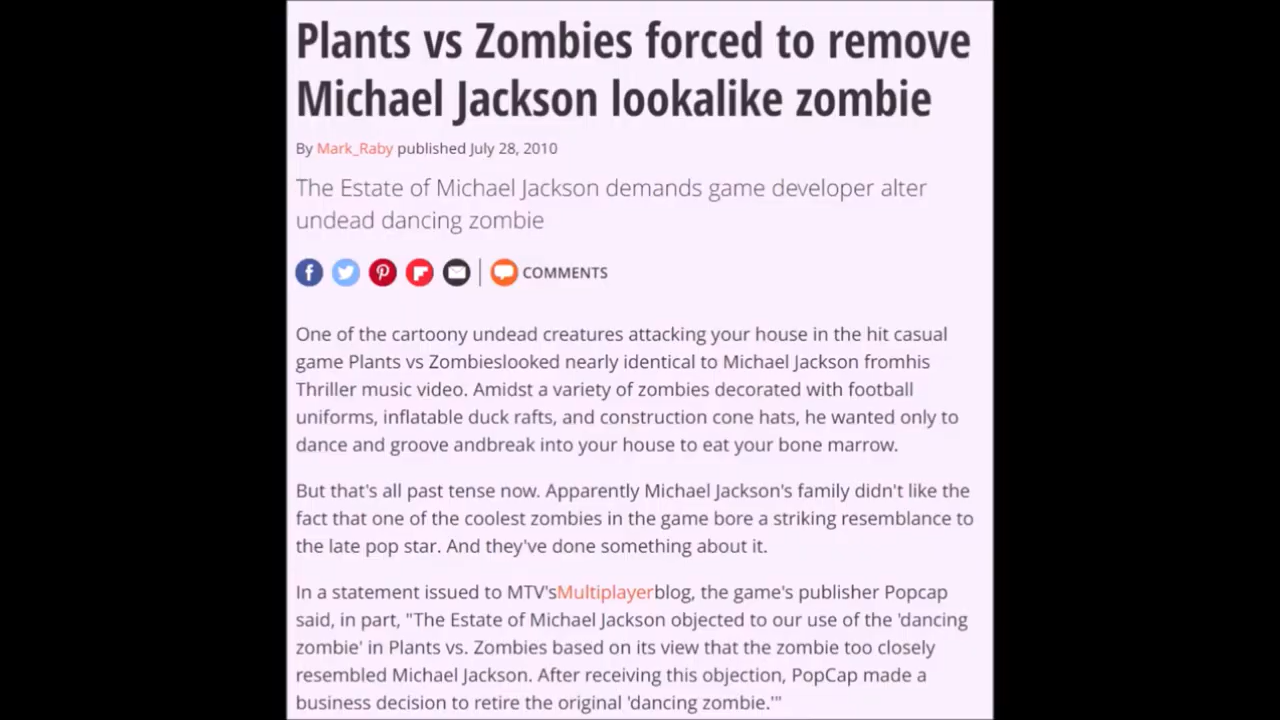 Plants vs Zombies forced to remove
Michael Jackson lookalike zombie
By Mark_Raby published July 28, 2010
The Estate of Michael Jackson demands game developer alter
undead dancing zombie
COMMENTS
One of the cartoony undead creatures attacking your house in the hit casual
game Plants vs Zombieslooked nearly identical to Michael Jackson fromhis
Thriller music video. Amidst a variety of zombies decorated with football
uniforms, inflatable duck rafts, and construction cone hats, he wanted only to
dance and groove andbreak into your house to eat your bone marrow.
But that's all past tense now. Apparently Michael Jackson's family didn't like the
fact that one of the coolest zombies in the game bore a striking resemblance to
the late pop star. And they've done something about it.
In a statement issued to MTV'sMultiplayerblog, the game's publisher Popcap
said, in part, "The Estate of Michael Jackson objected to our use of the 'dancing
zombie' in Plants vs. Zombies based on its view that the zombie too closely
resembled Michael Jackson. After receiving this objection, PopCap made a
business decision to retire the original 'dancing zombie.'"